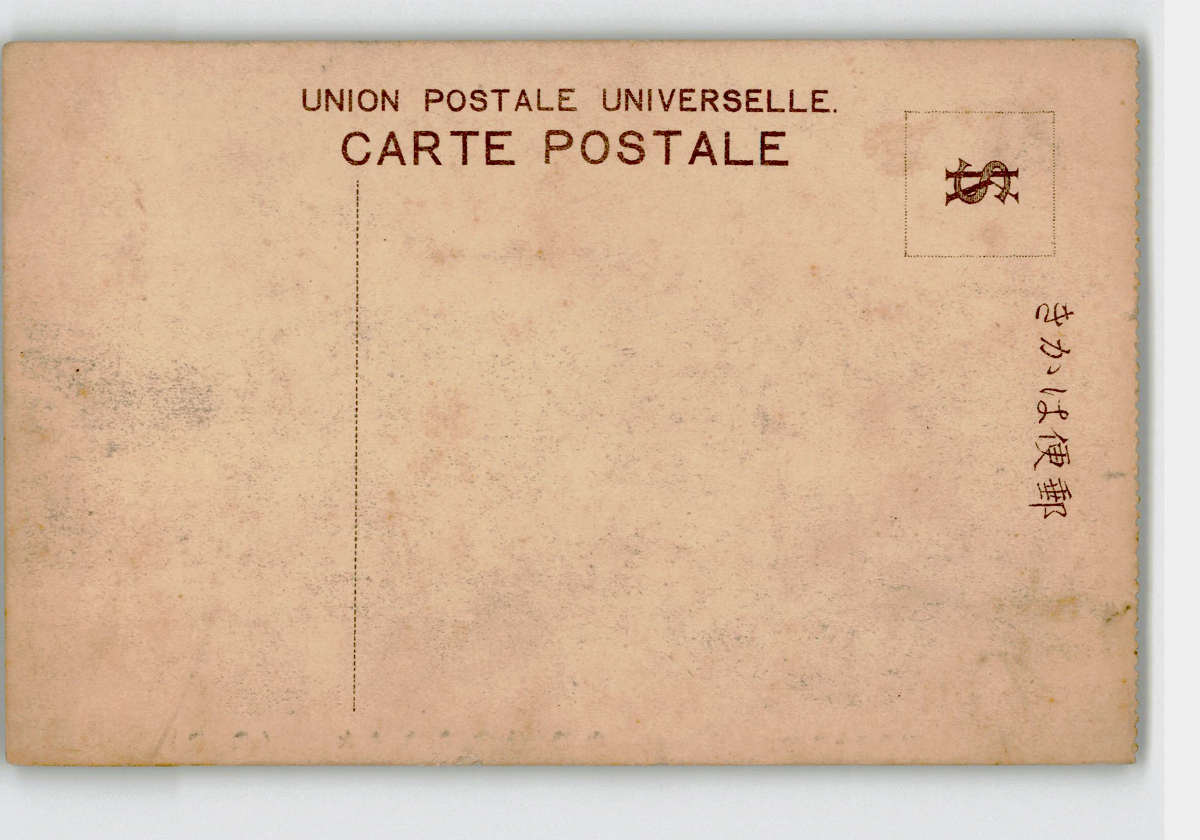 UNION POSTALE UNIVERSELLE.
CARTE POSTALE
郵便はかき